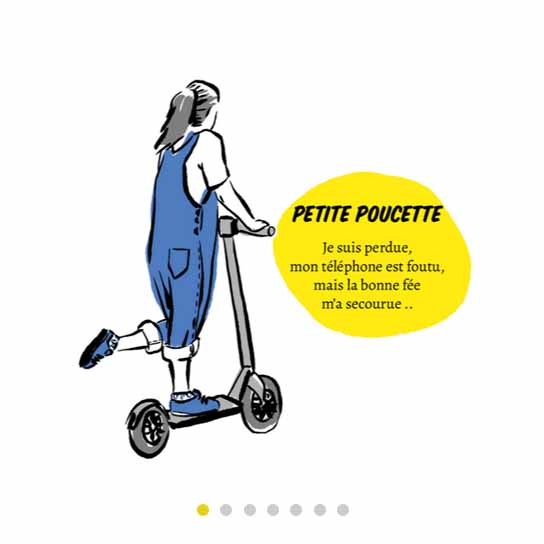 PETITE POUCETTE
Je suis perdue,
mon téléphone est foutu,
mais la bonne fée
m'a secourue ..